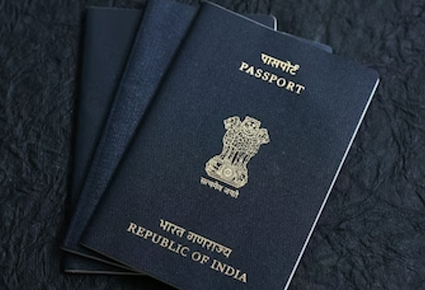 पासपोर्ट
PASSPORT
सत्यमेव जयते
भारत गणराज्य
REPUBLIC OF INDIA